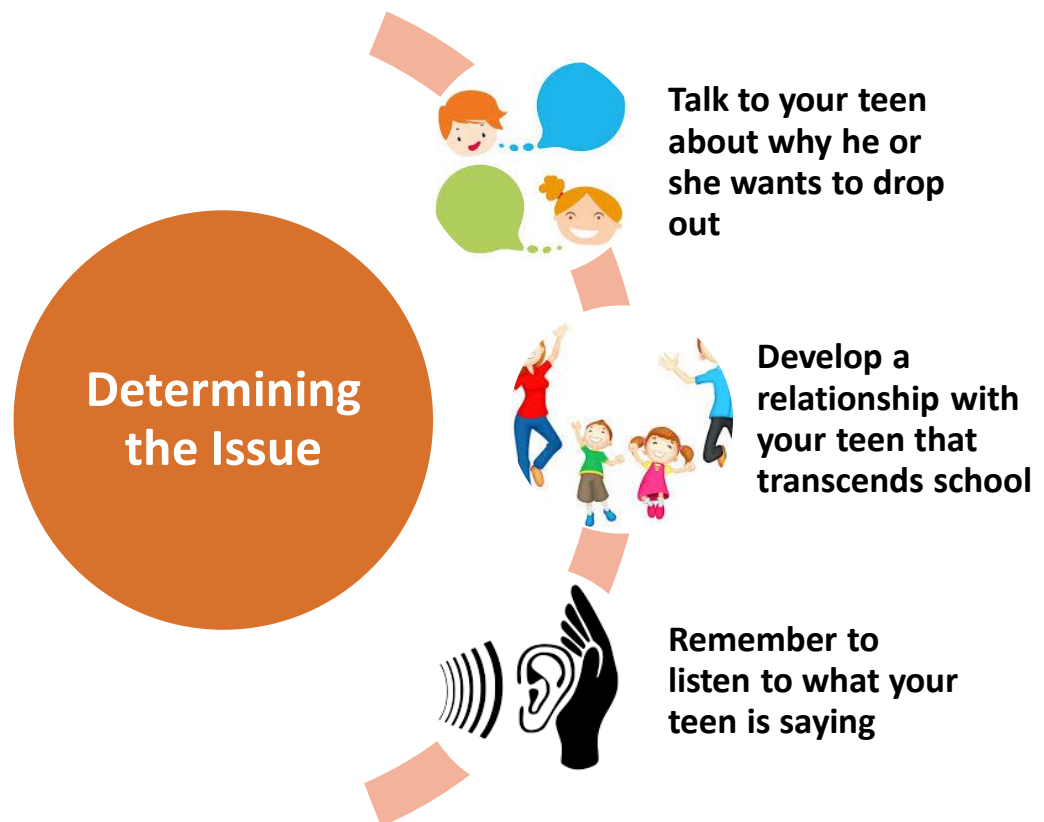 Determining
the Issue
Talk to your teen
about why he or
she wants to drop
out
Develop a
relationship with
your teen that
transcends school
Remember to
listen to what your
teen is saying